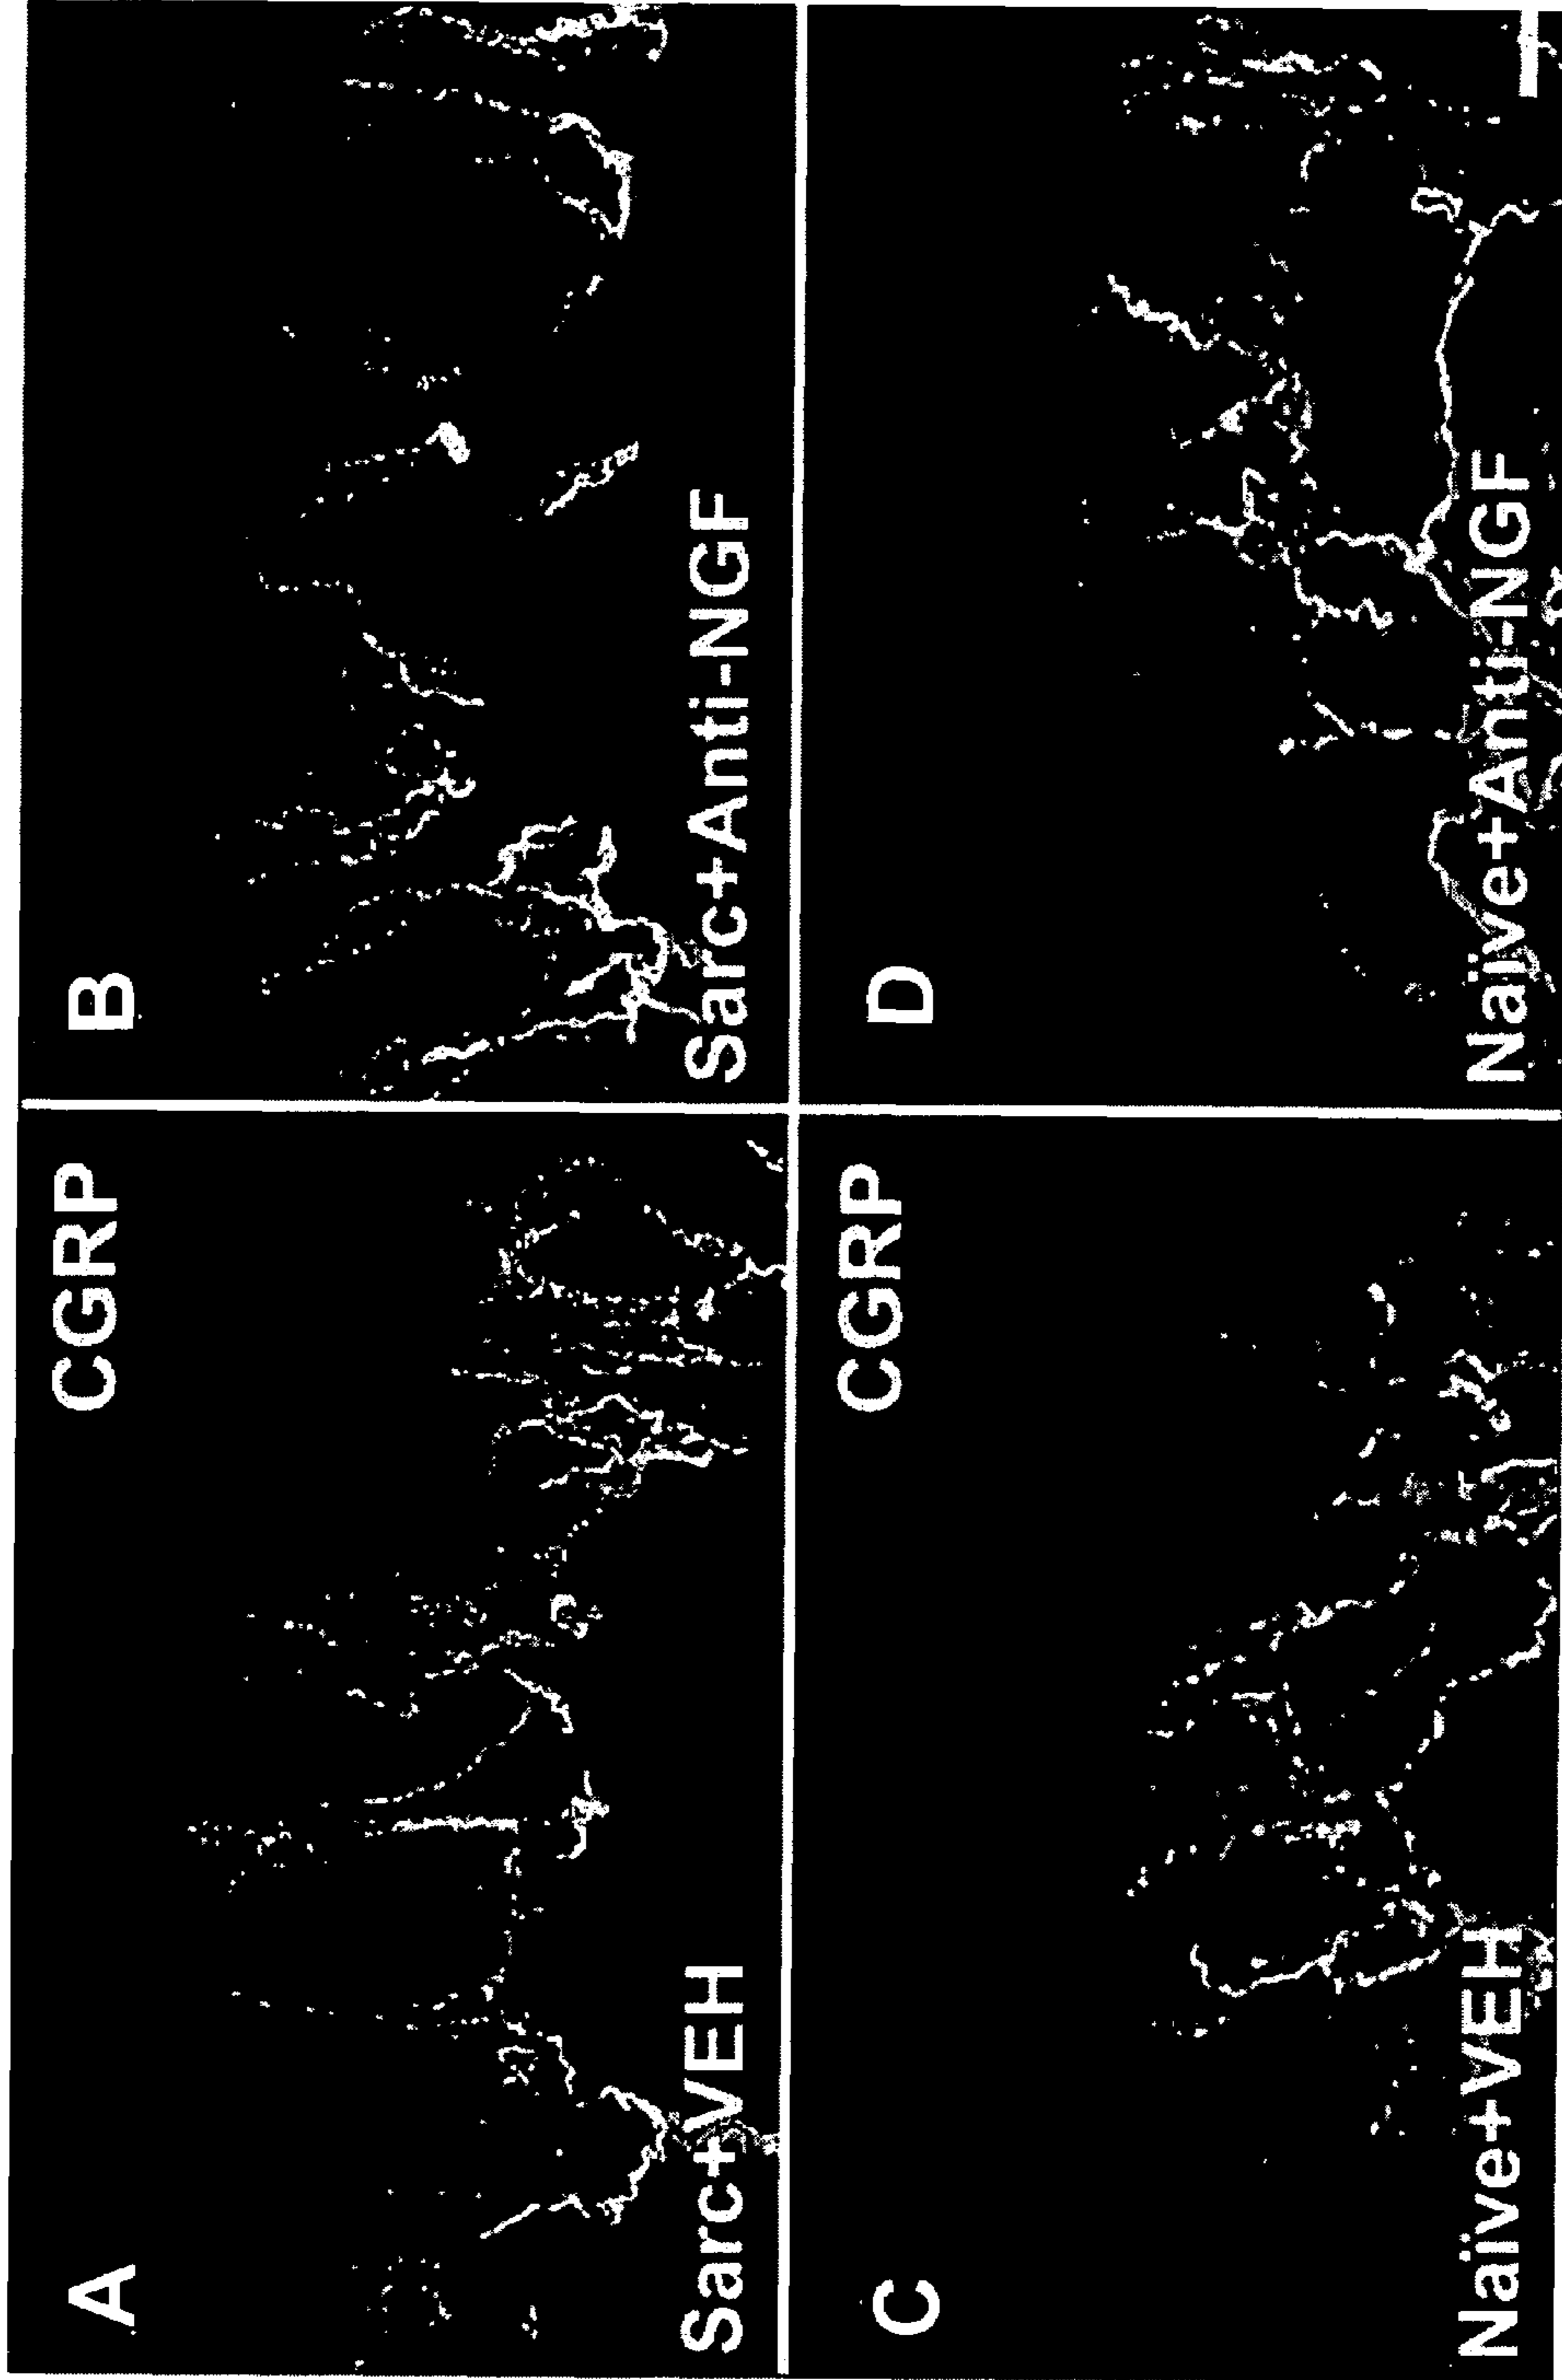 A
CGRP
Sarc+VEH
B
Sarc+Anti-NGF
C
CGRP
Naïve+VEH
D
Naïve+Anti-NGF